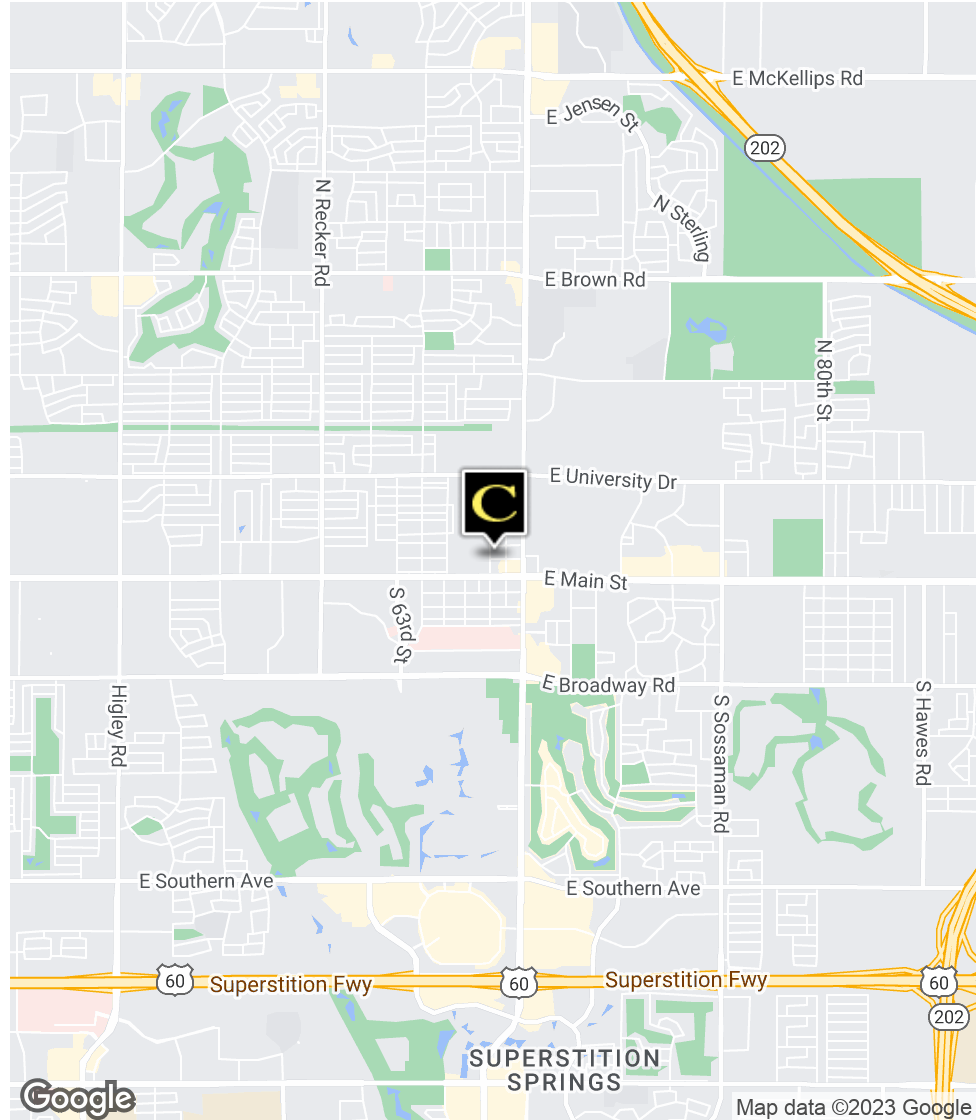 E McKellips Rd
E Jensen St
202
N Recker Rd
N Sterling
E Brown Rd
N 80th St
E University Dr
C
E Main St
S 63rd St
E Broadway Rd
Higley Rd
S Sossaman Rd
S Hawes Rd
E Southern Ave
E Southern Ave
60
Superstition Fwy
60
Superstition Fwy
60
202
SUPERSTITION
SPRINGS
Google
Map data ©2023 Google